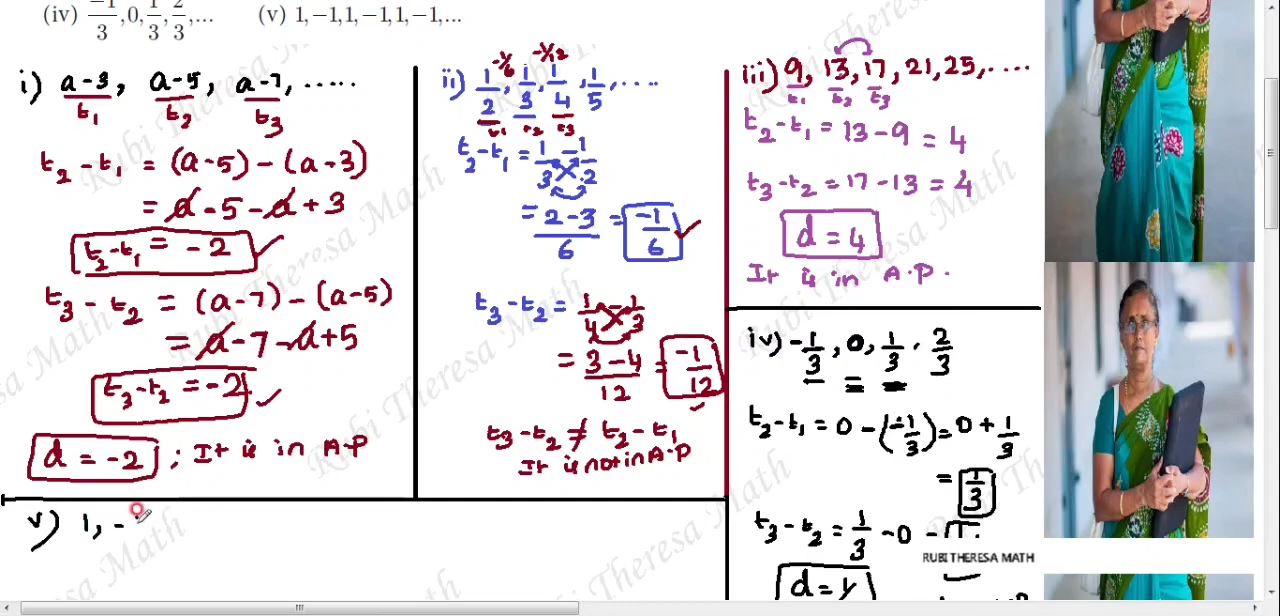 (iv) -1/3, 0, 1/3, 2/3, ... (v) 1, −1, 1, −1, 1, −1, ...
i) a-3, a-5, a-7, .....
t₁ t₂ t₃
t₂ - t₁ = (a-5) - (a-3)
= a - 5 - a + 3
t₂-t₁ = -2 ✓
t₃ - t₂ = (a-7) - (a-5)
= a - 7 - a + 5
t₃-t₂ = -2 ✓
d = -2 ; It is in A.P
-1/6 -1/12
ii) 1/2, 1/3, 1/4, 1/5, ....
t₁ t₂ t₃
t₂-t₁ = 1/3 - 1/2
= (2-3)/6 = -1/6 ✓
t₃-t₂ = 1/4 - 1/3
= (3-4)/12 = -1/12 ✓
t₃-t₂ ≠ t₂-t₁
It is not in A.P
iii) 9, 13, 17, 21, 25, ....
t₁ t₂ t₃
t₂-t₁ = 13-9 = 4
t₃-t₂ = 17-13 = 4
d = 4
It is in A.P.
iv) -1/3, 0, 1/3, 2/3
t₂-t₁ = 0 - (-1/3) = 0 + 1/3
= 1/3
t₃-t₂ = 1/3 - 0
v) 1, -
RUBI THERESA MATH
Rubi Theresa Math